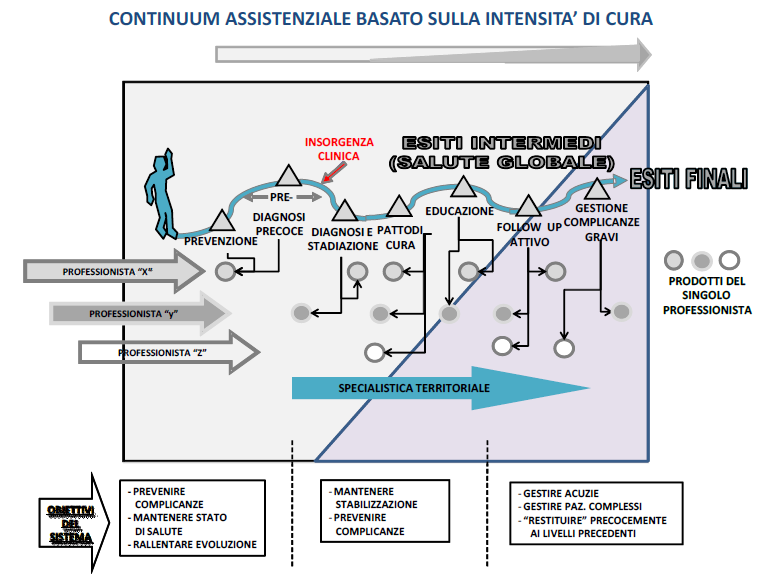 CONTINUUM ASSISTENZIALE BASATO SULLA INTENSITA' DI CURA
INSORGENZA
CLINICA
ESITI INTERMEDI
(SALUTE GLOBALE)
ESITI FINALI
PRE-
DIAGNOSI
PRECOCE
PREVENZIONE
DIAGNOSI E
STADIAZIONE
PATTODI
CURA
EDUCAZIONE
FOLLOW UP
ATTIVO
GESTIONE
COMPLICANZE
GRAVI
PROFESSIONISTA "X"
PROFESSIONISTA "y"
PROFESSIONISTA "Z"
PRODOTTI DEL
SINGOLO
PROFESSIONISTA
SPECIALISTICA TERRITORIALE
OBIETTIVI
DEL
SISTEMA
- PREVENIRE
COMPLICANZE
- MANTENERE STATO
DI SALUTE
- RALLENTARE EVOLUZIONE
- MANTENERE
STABILIZZAZIONE
- PREVENIRE
COMPLICANZE
- GESTIRE ACUZIE
- GESTIRE PAZ. COMPLESSI
- "RESTITUIRE" PRECOCEMENTE
AI LIVELLI PRECEDENTI